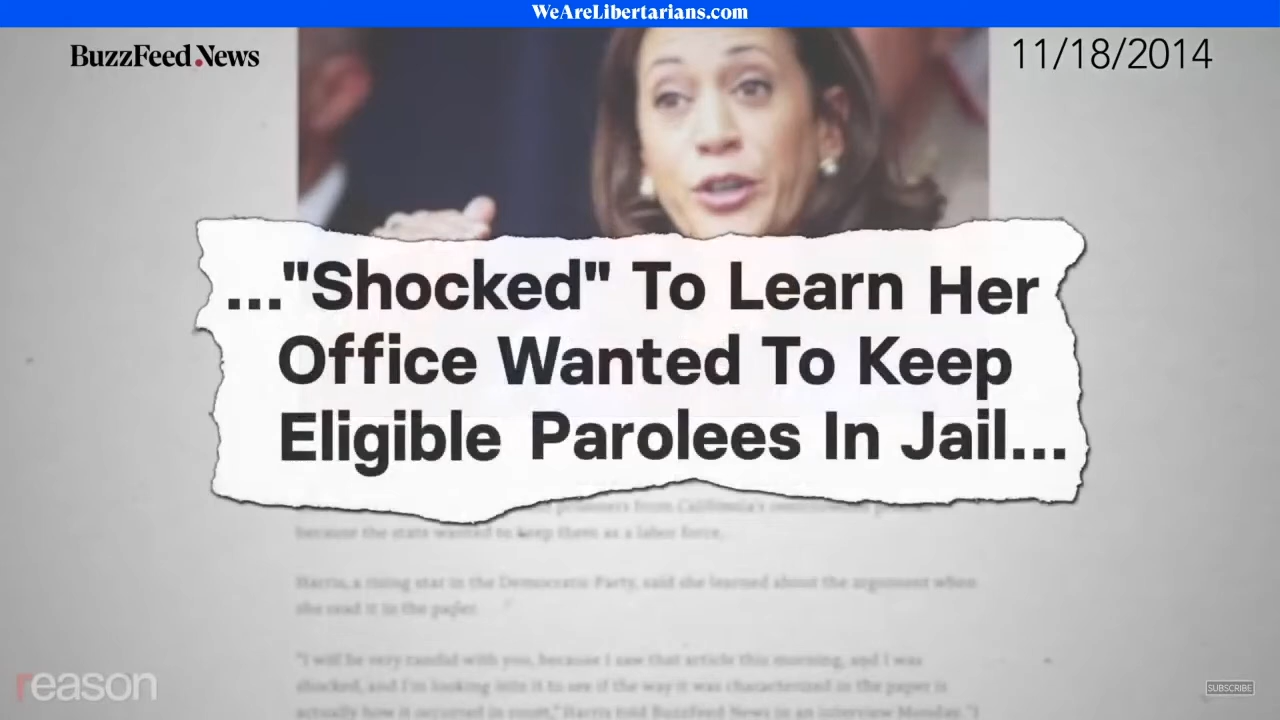 WeAreLibertarians.com
BuzzFeed.News
11/18/2014
..."Shocked" To Learn Her
Office Wanted To Keep
Eligible Parolees In Jail...
prisoners from California's
because the state wanted to keep them as a labor force.
Harris, a rising star in the Democratic Party, said she learned about the argument when
she read it in the paper.
"I will be very candid with you, because I saw that article this morning, and I was
shocked, and I'm looking into it to see if the way it was characterized in the paper is
actually how it occurred in court," Harris told BuzzFeed News in an interview Monday. "I
reason
SUBSCRIBE